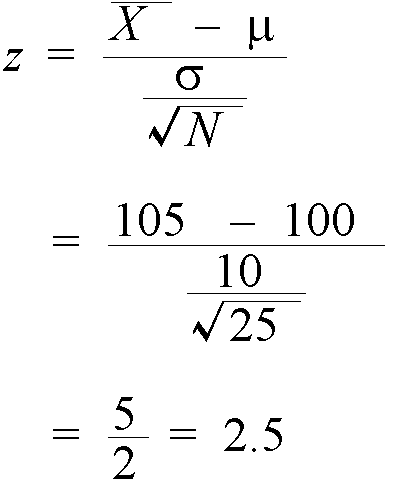 z = (X̅ − μ) / (σ / √N)
= (105 − 100) / (10 / √25)
= 5/2 = 2.5